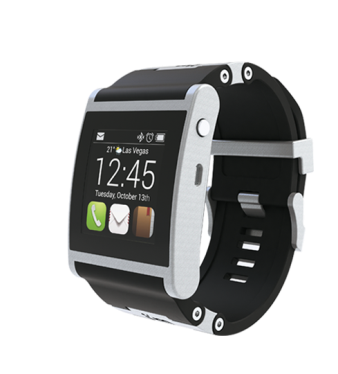 21° Las Vegas
12:45
Tuesday, October 13th